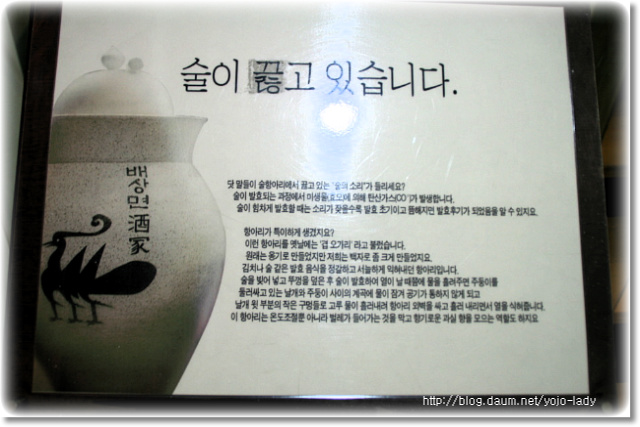 술이 끓고 있습니다.
배상면酒家
닷 말들이 술항아리에서 끓고 있는 "술의 소리"가 들리세요?
술이 발효되는 과정에서 미생물(효모)에 의해 탄산가스(CO²)가 발생합니다.
술이 힘차게 발효할 때는 소리가 잦을수록 발효 초기이고 뜸해지면 발효후기가 되었음을 알 수 있지요.
항아리가 특이하게 생겼지요?
이런 항아리를 옛날에는 '겹 오가리' 라고 불렀습니다.
원래는 옹기로 만들었지만 저희는 백자로 좀 크게 만들었지요.
김치나 술 같은 발효 음식을 정갈하고 서늘하게 익혀내던 항아리입니다.
술을 빚어 넣고 뚜껑을 덮은 후 술이 발효하여 열이 날 때쯤에 물을 흘려주면 주둥이를
둘러싸고 있는 날개와 주둥이 사이의 계곡에 물이 잠겨 공기가 통하지 않게 되고
날개 윗 부분의 작은 구멍들로 고루 물이 흘러내려 항아리 외벽을 싸고 흘러 내리면서 열을 식혀줍니다.
이 항아리는 온도조절뿐 아니라 벌레가 들어가는 것을 막고 향기로운 과실 향을 모으는 역할도 하지요
http://blog.daum.net/yojo-lady